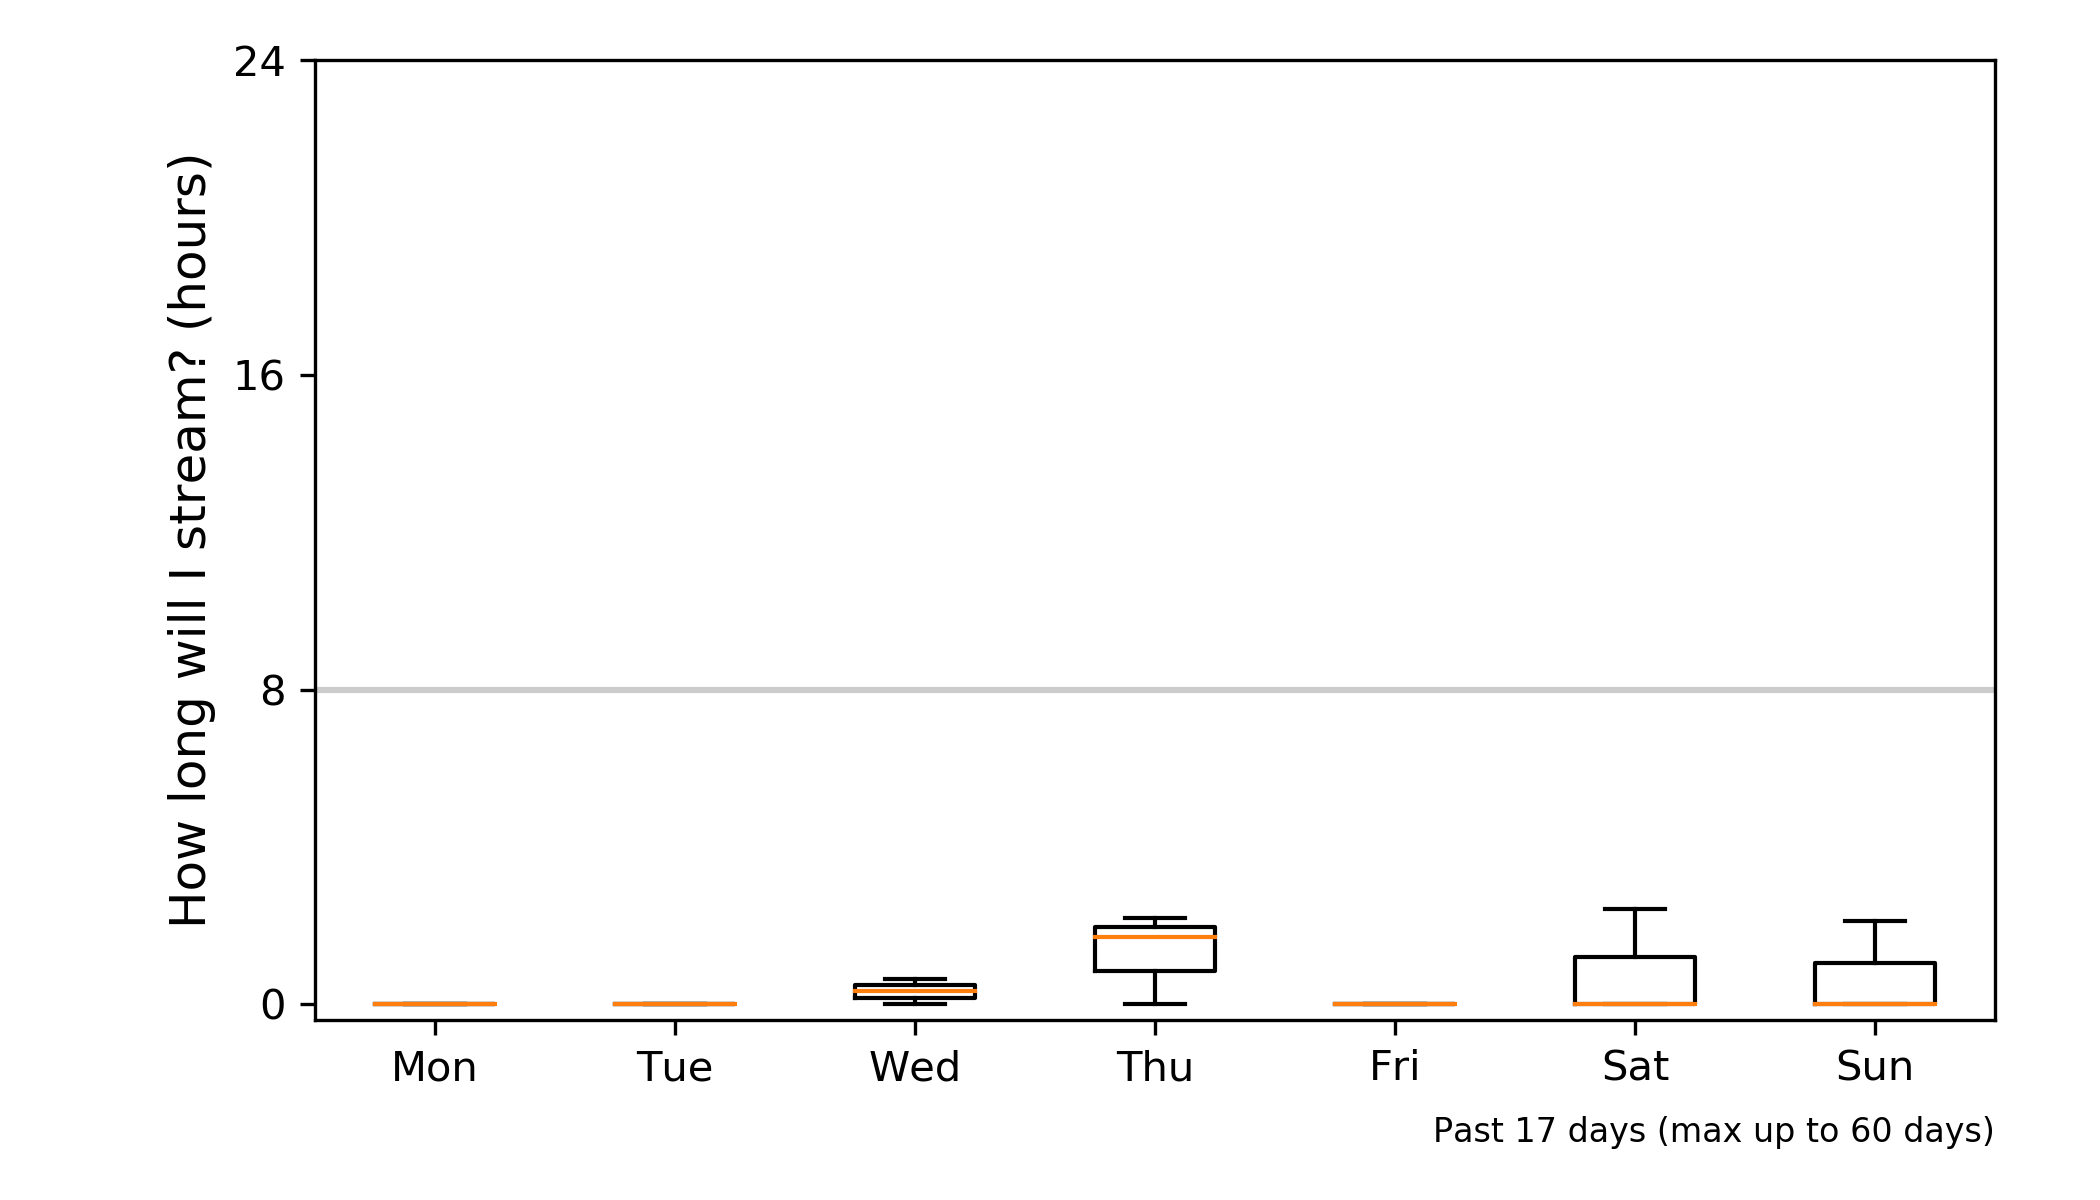 How long will I stream? (hours)
24
16
8
0
Mon Tue Wed Thu Fri Sat Sun
Past 17 days (max up to 60 days)